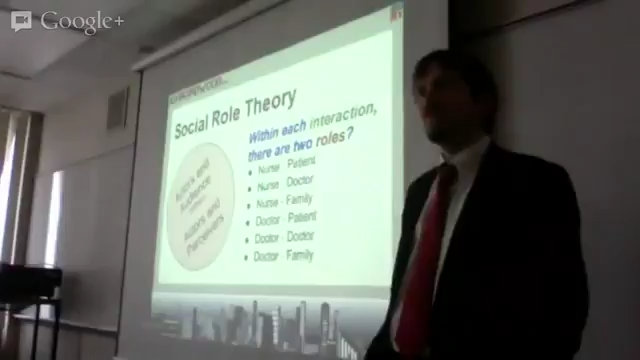 Google+
Social Role Theory
Within each interaction,
there are two roles?
Actors and
Audience
Actors and
Perceivers
• Nurse Patient
• Nurse Doctor
• Nurse - Family
• Doctor - Patient
• Doctor Doctor
• Doctor Family